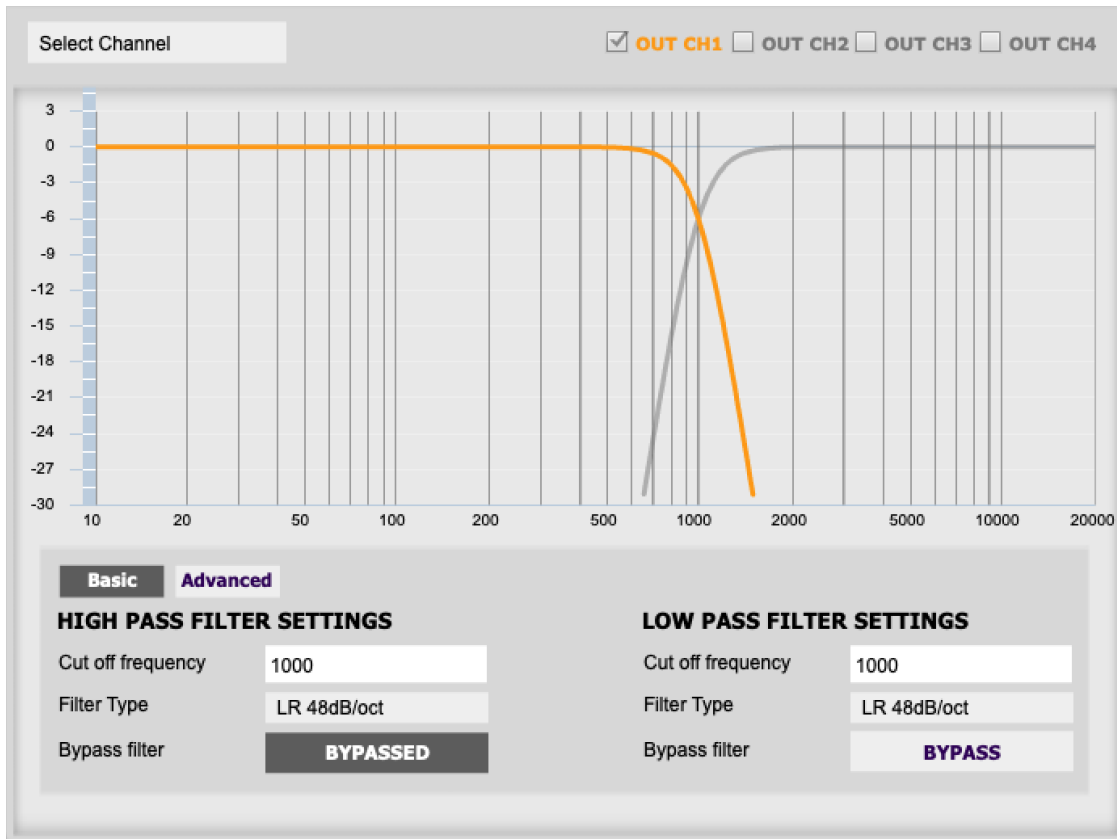 Select Channel
OUT CH1 OUT CH2 OUT CH3 OUT CH4
3
0
-3
-6
-9
-12
-15
-18
-21
-24
-27
-30
10 20 50 100 200 500 1000 2000 5000 10000 20000
Basic Advanced
HIGH PASS FILTER SETTINGS
Cut off frequency 1000
Filter Type LR 48dB/oct
Bypass filter BYPASSED
LOW PASS FILTER SETTINGS
Cut off frequency 1000
Filter Type LR 48dB/oct
Bypass filter BYPASS